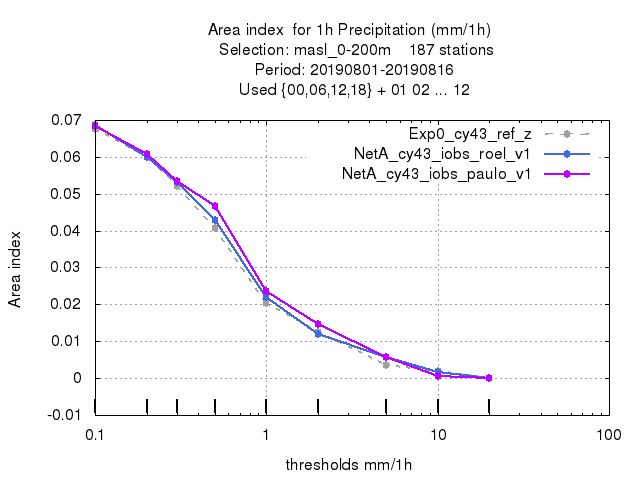 Area index for 1h Precipitation (mm/1h)
Selection: masl_0-200m 187 stations
Period: 20190801-20190816
Used {00,06,12,18} + 01 02 ... 12
0.07
0.06
0.05
0.04
0.03
0.02
0.01
0
-0.01
Area index
Exp0_cy43_ref_z
NetA_cy43_iobs_roel_v1
NetA_cy43_iobs_paulo_v1
0.1 1 10 100
thresholds mm/1h